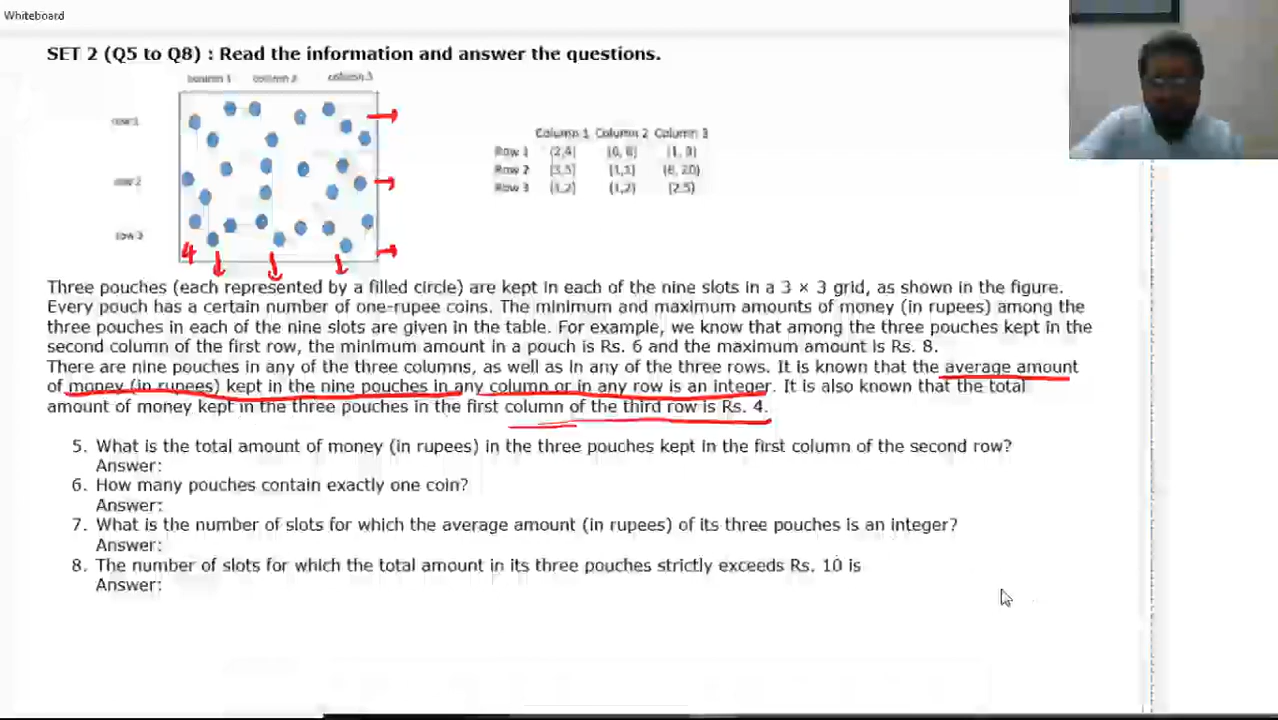 Whiteboard
SET 2 (Q5 to Q8) : Read the information and answer the questions.
column 1 column 2 column 3
row 1
row 2
row 3
4
Column 1 Column 2 Column 3
Row 1 (2,4) (6, 8) (1, 3)
Row 2 (3,5) (1,1) (6, 20)
Row 3 (1,2) (1,2) (2,5)
Three pouches (each represented by a filled circle) are kept in each of the nine slots in a 3 × 3 grid, as shown in the figure.
Every pouch has a certain number of one-rupee coins. The minimum and maximum amounts of money (in rupees) among the
three pouches in each of the nine slots are given in the table. For example, we know that among the three pouches kept in the
second column of the first row, the minimum amount in a pouch is Rs. 6 and the maximum amount is Rs. 8.
There are nine pouches in any of the three columns, as well as in any of the three rows. It is known that the average amount
of money (in rupees) kept in the nine pouches in any column or in any row is an integer. It is also known that the total
amount of money kept in the three pouches in the first column of the third row is Rs. 4.
5. What is the total amount of money (in rupees) in the three pouches kept in the first column of the second row?
Answer:
6. How many pouches contain exactly one coin?
Answer:
7. What is the number of slots for which the average amount (in rupees) of its three pouches is an integer?
Answer:
8. The number of slots for which the total amount in its three pouches strictly exceeds Rs. 10 is
Answer: